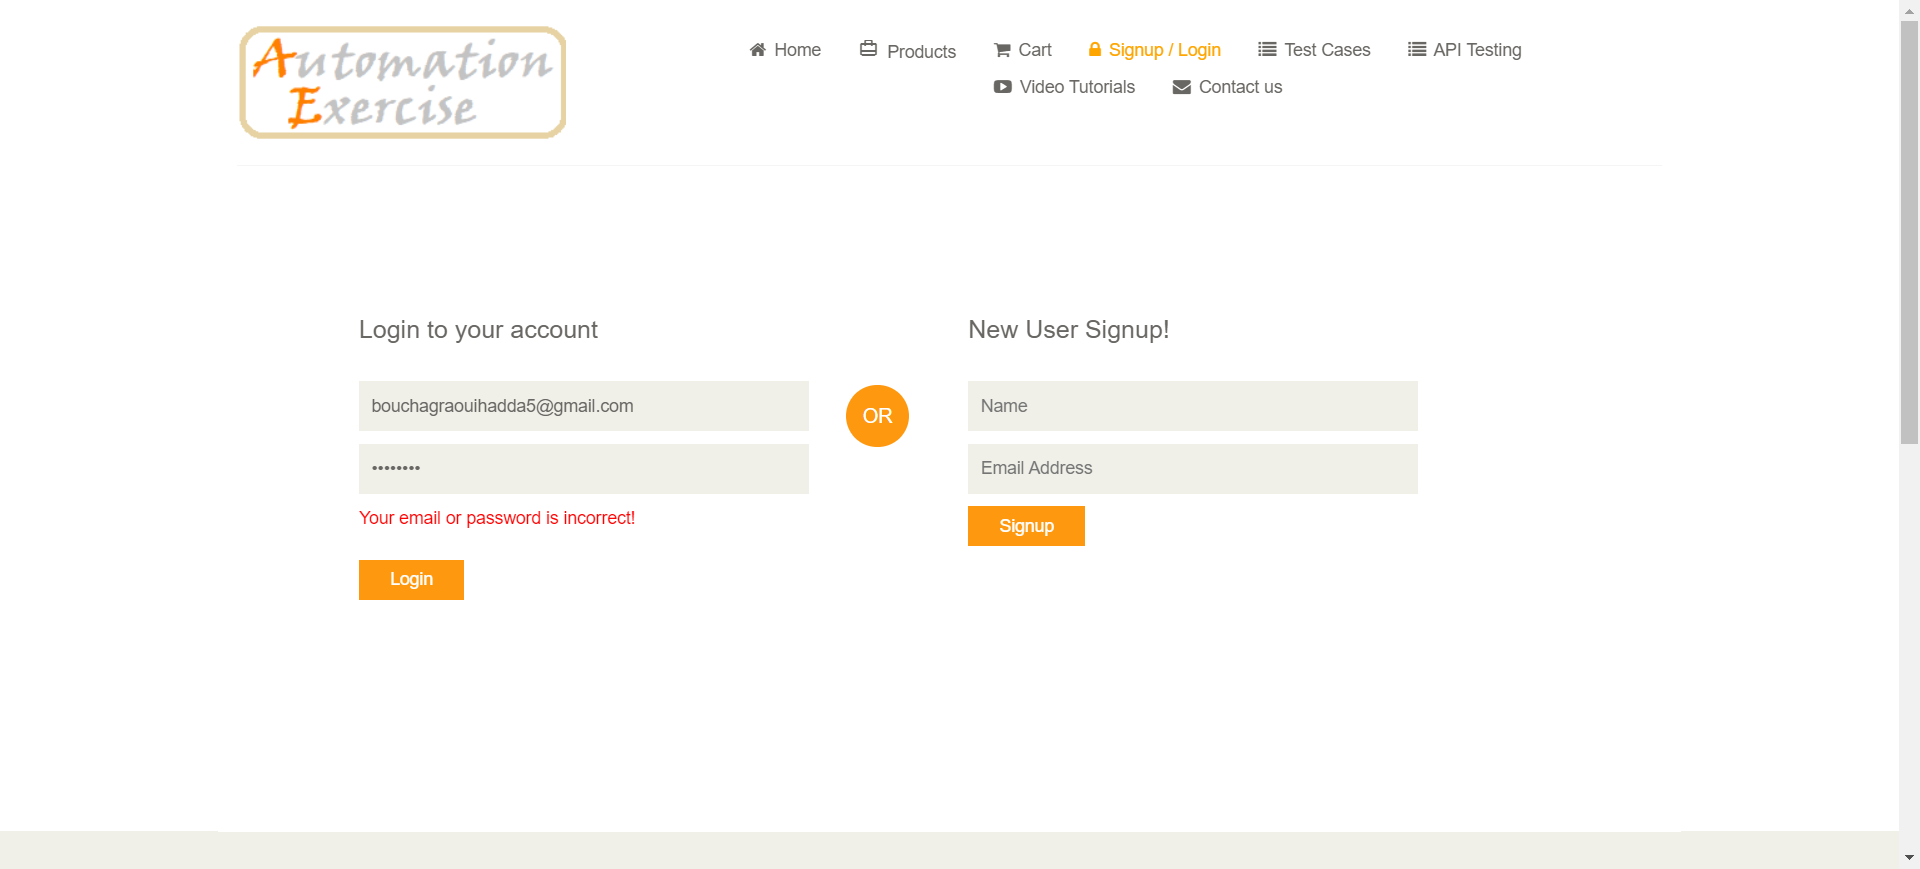 Automation
Exercise
Home
Products
Cart
Signup / Login
Test Cases
API Testing
Video Tutorials
Contact us
Login to your account
bouchagraouihadda5@gmail.com
••••••••
Your email or password is incorrect!
Login
OR
New User Signup!
Name
Email Address
Signup